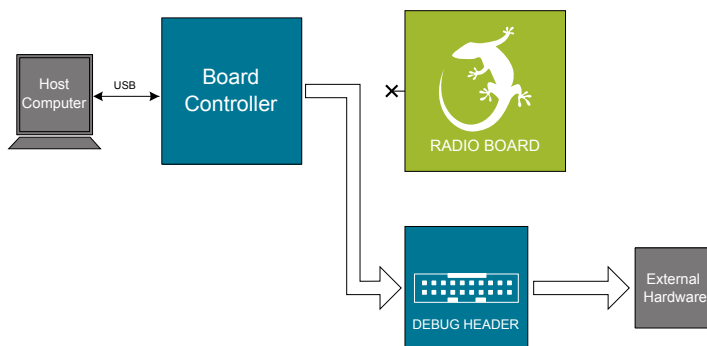 Host
Computer
USB
Board
Controller
RADIO BOARD
DEBUG HEADER
External
Hardware